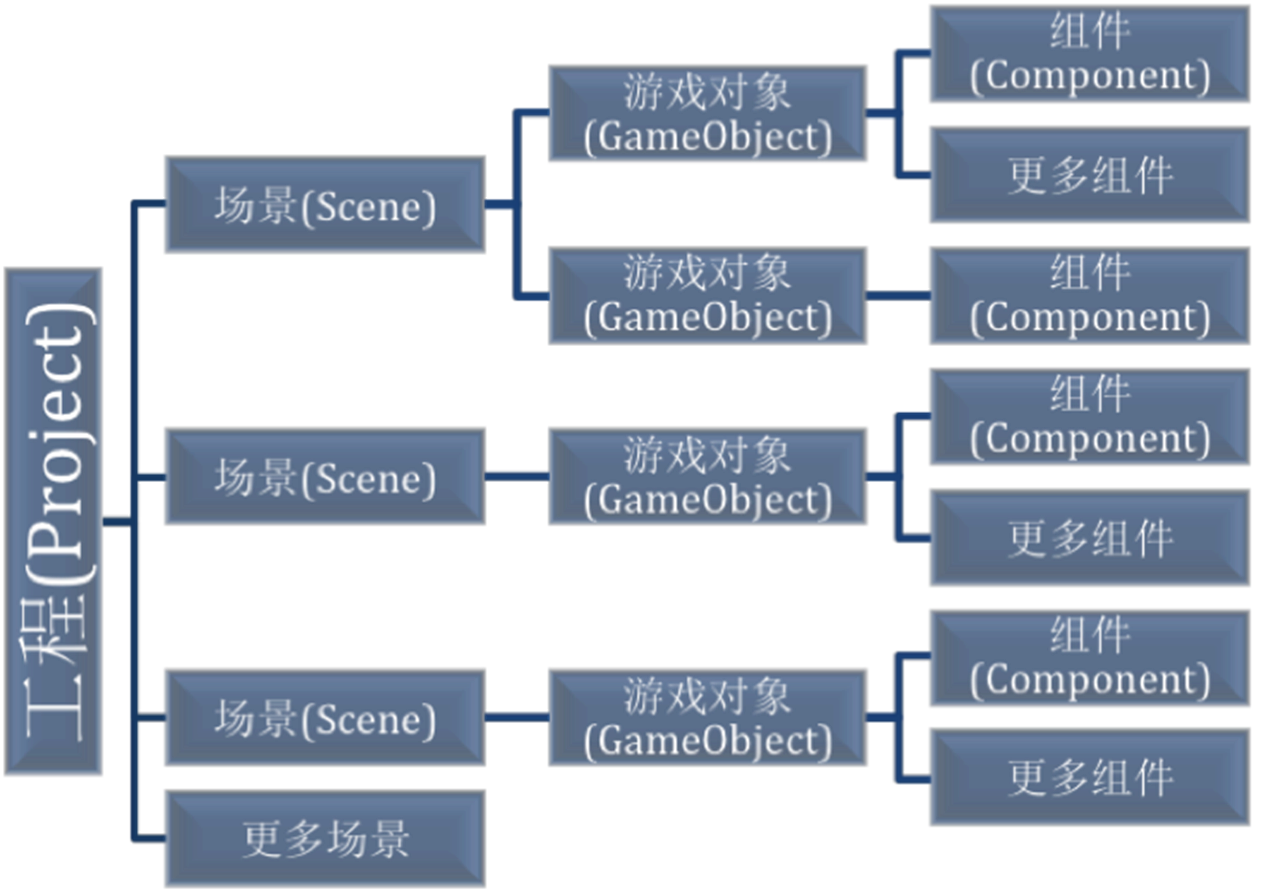 工程(Project)
场景(Scene)
游戏对象
(GameObject)
组件
(Component)
更多组件
游戏对象
(GameObject)
组件
(Component)
场景(Scene)
游戏对象
(GameObject)
组件
(Component)
更多组件
场景(Scene)
游戏对象
(GameObject)
组件
(Component)
更多组件
更多场景